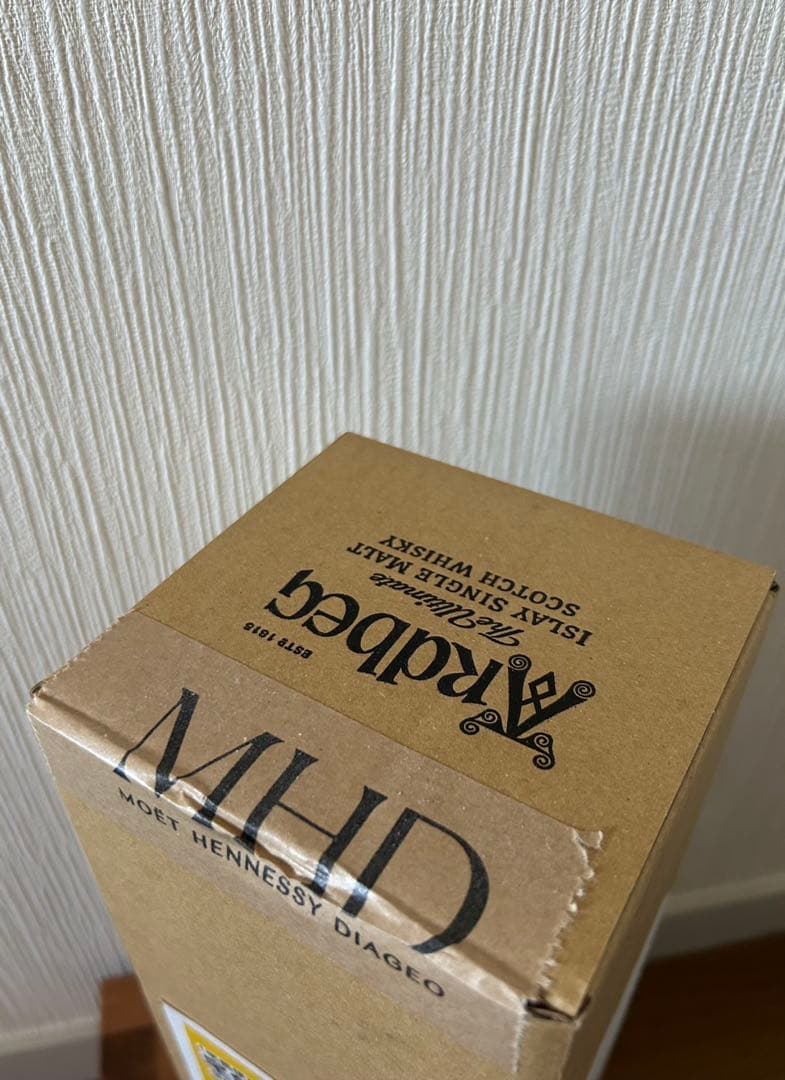 ESTD 1815
Ardbeg
The Ultimate
ISLAY SINGLE MALT
SCOTCH WHISKY
MHD
MOËT HENNESSY DIAGEO